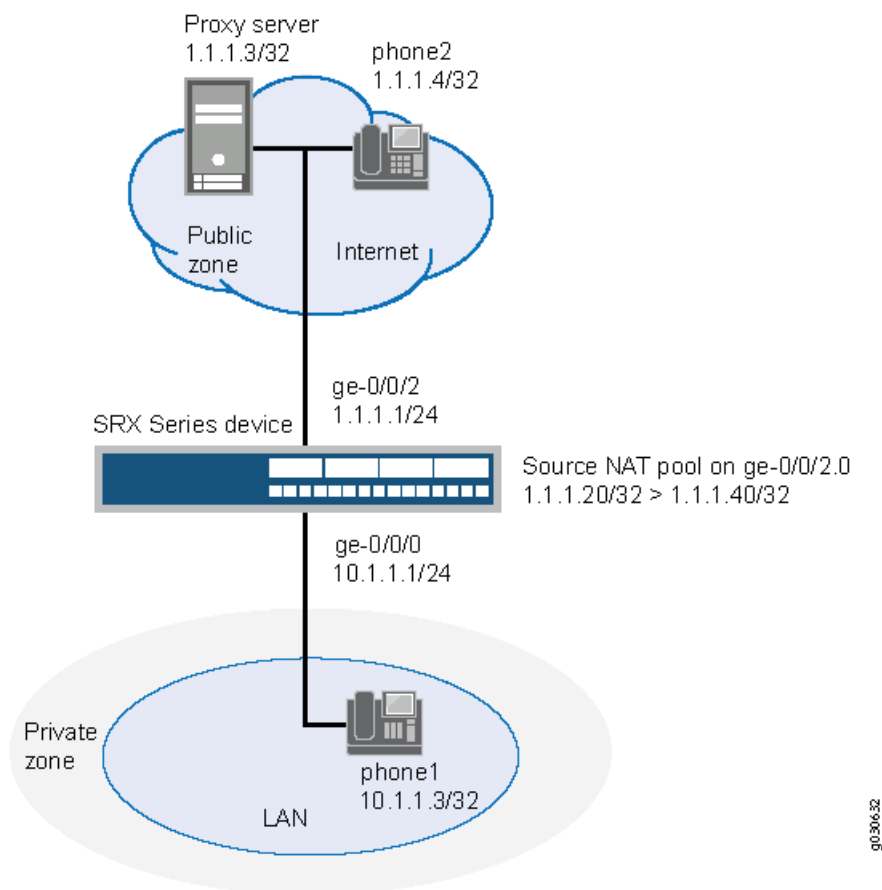 Proxy server
1.1.1.3/32
phone2
1.1.1.4/32
Public
zone
Internet
ge-0/0/2
1.1.1.1/24
SRX Series device
Source NAT pool on ge-0/0/2.0
1.1.1.20/32 > 1.1.1.40/32
ge-0/0/0
10.1.1.1/24
Private
zone
phone1
10.1.1.3/32
LAN
g030632